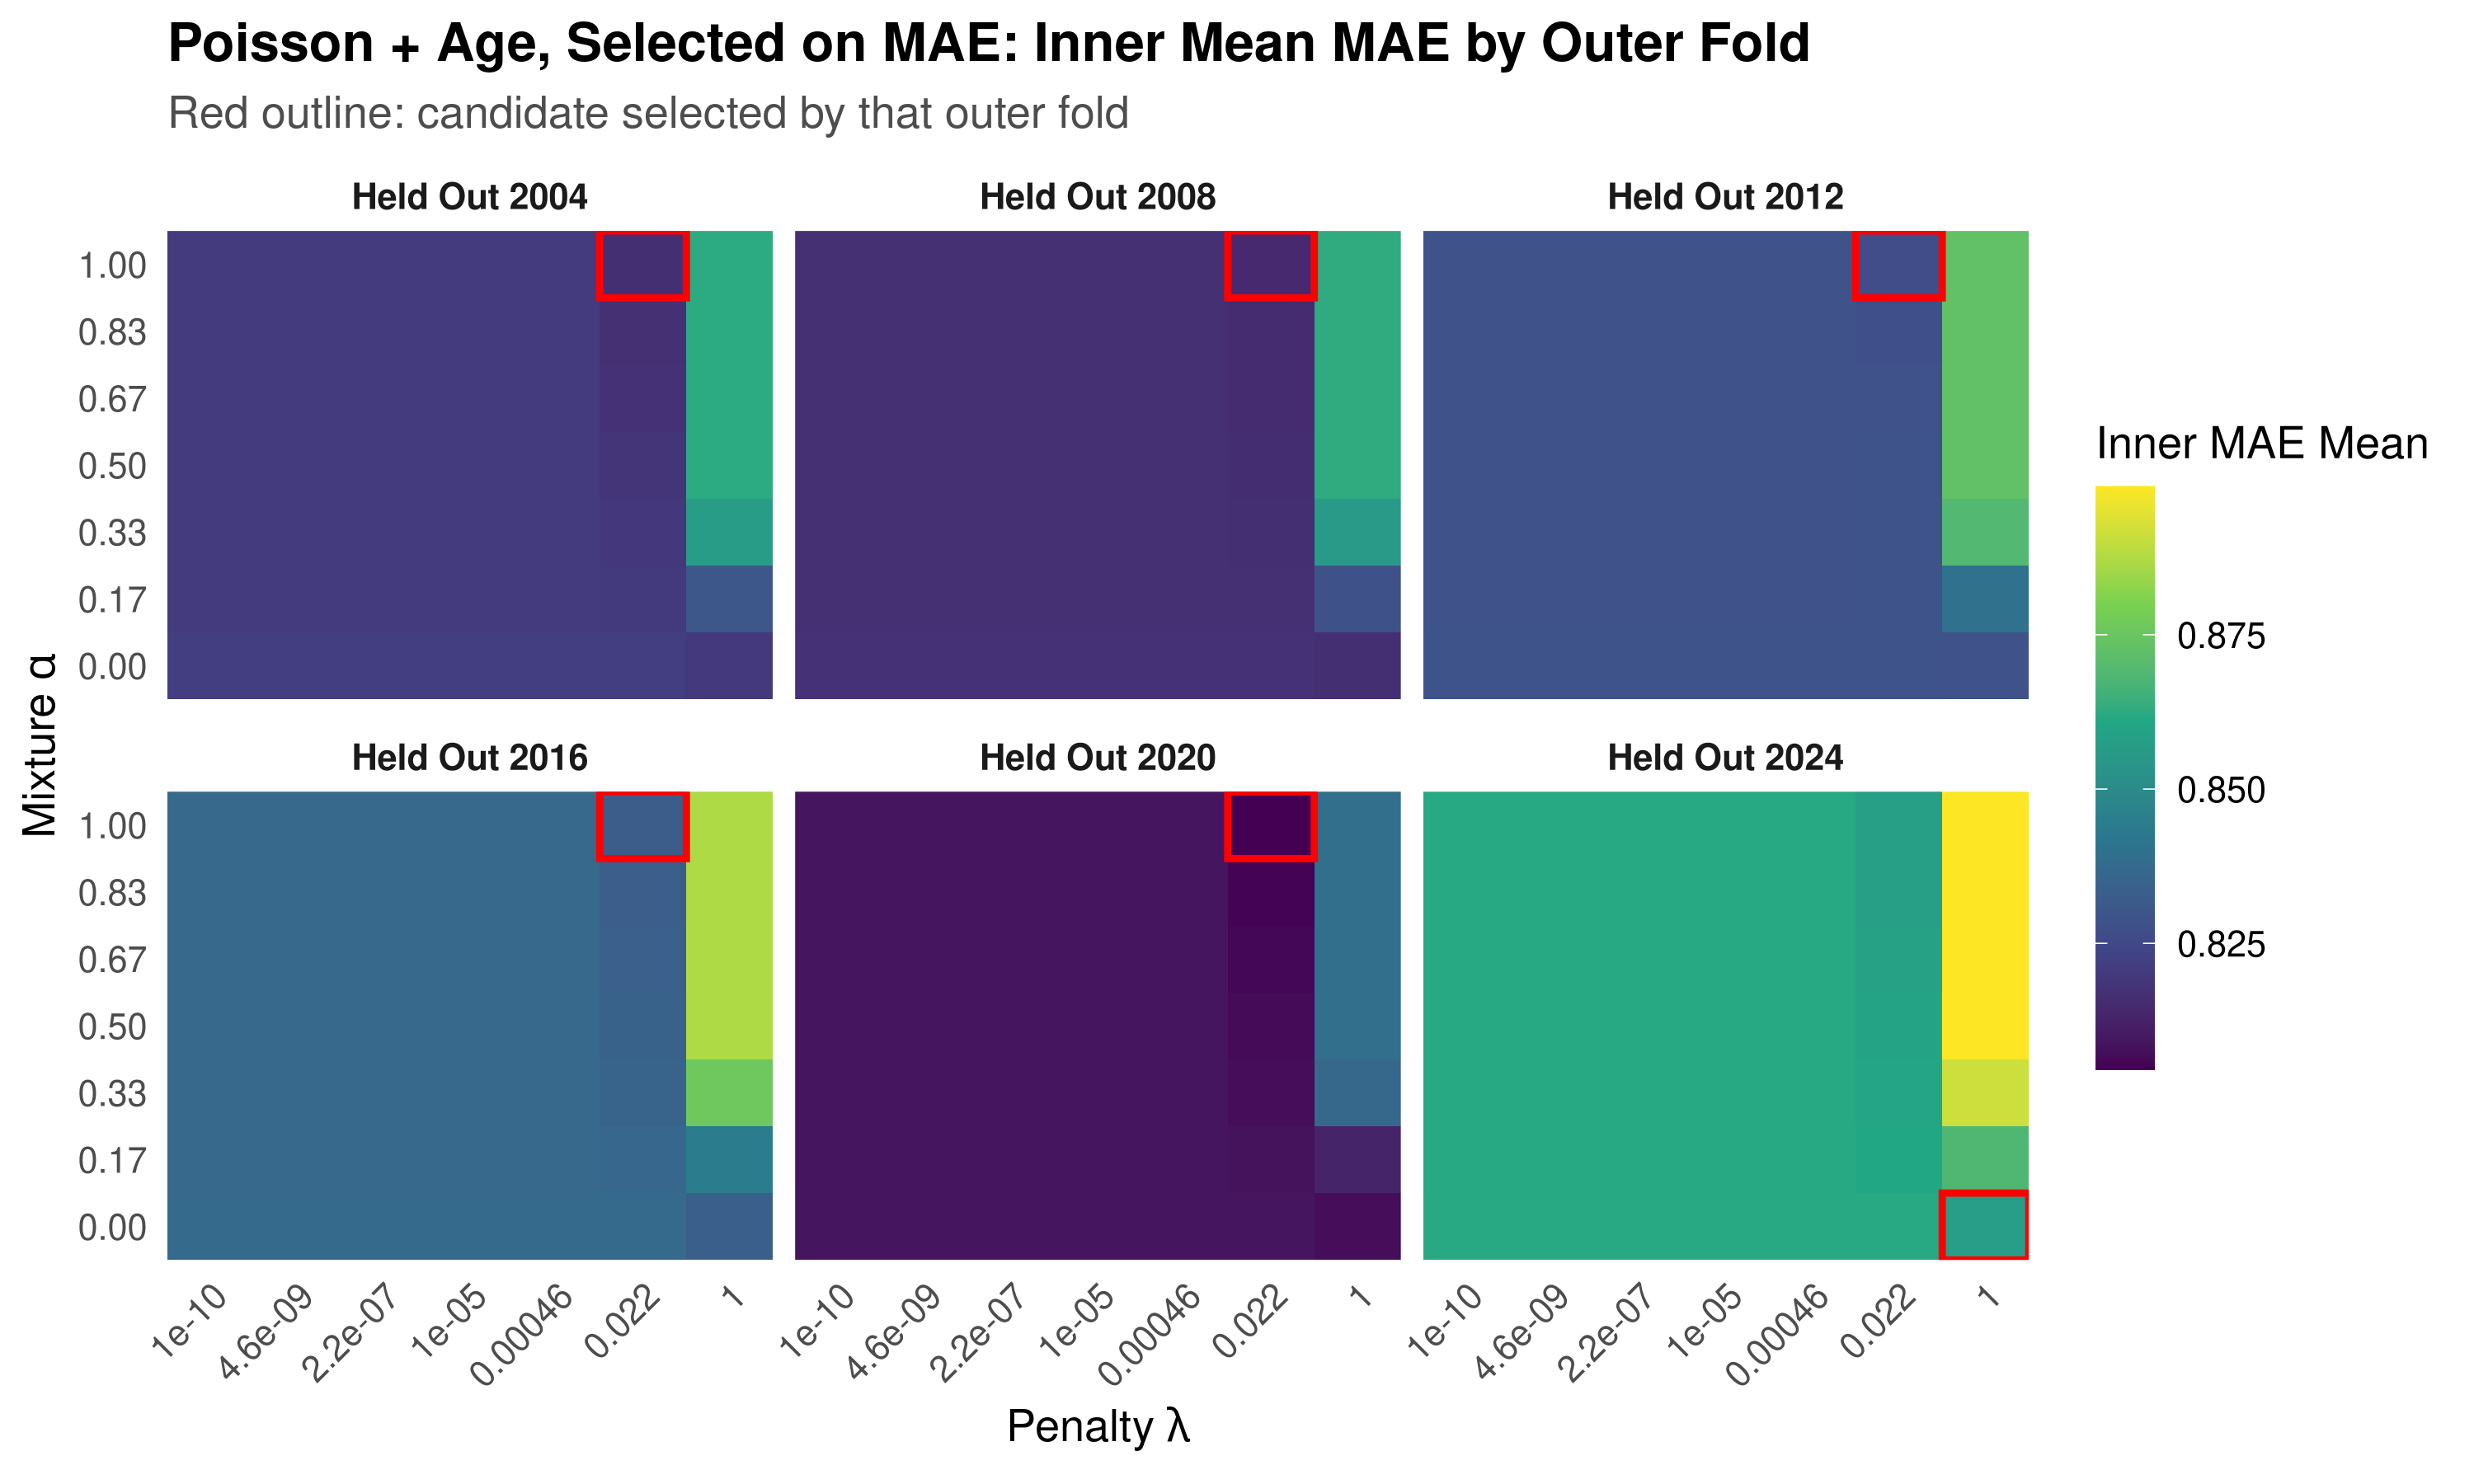 Poisson + Age, Selected on MAE: Inner Mean MAE by Outer Fold
Red outline: candidate selected by that outer fold
Held Out 2004
Held Out 2008
Held Out 2012
1.00
0.83
0.67
0.50
0.33
0.17
0.00
Held Out 2016
Held Out 2020
Held Out 2024
1.00
0.83
0.67
0.50
0.33
0.17
0.00
Mixture α
1e-10
4.6e-09
2.2e-07
1e-05
0.00046
0.022
1
1e-10
4.6e-09
2.2e-07
1e-05
0.00046
0.022
1
1e-10
4.6e-09
2.2e-07
1e-05
0.00046
0.022
1
Penalty λ
Inner MAE Mean
0.875
0.850
0.825